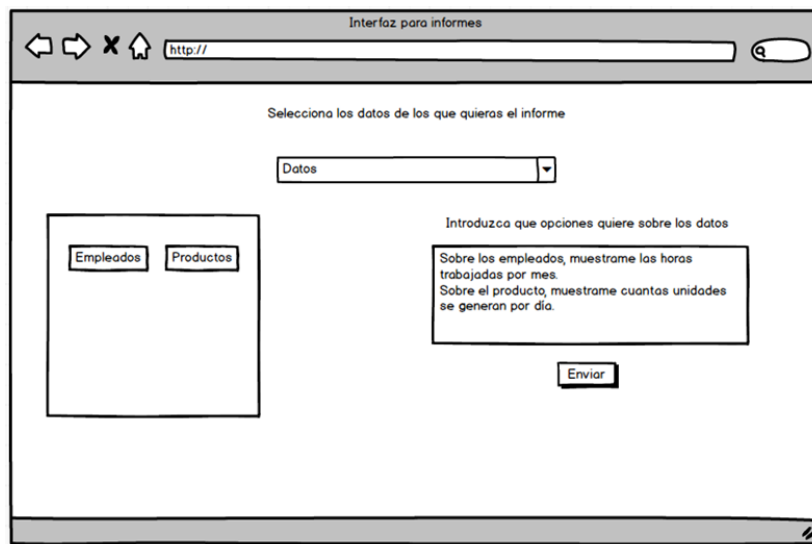 Interfaz para informes
http://
Selecciona los datos de los que quieras el informe
Datos
Empleados
Productos
Introduzca que opciones quiere sobre los datos
Sobre los empleados, muestrame las horas
trabajadas por mes.
Sobre el producto, muestrame cuantas unidades
se generan por día.
Enviar